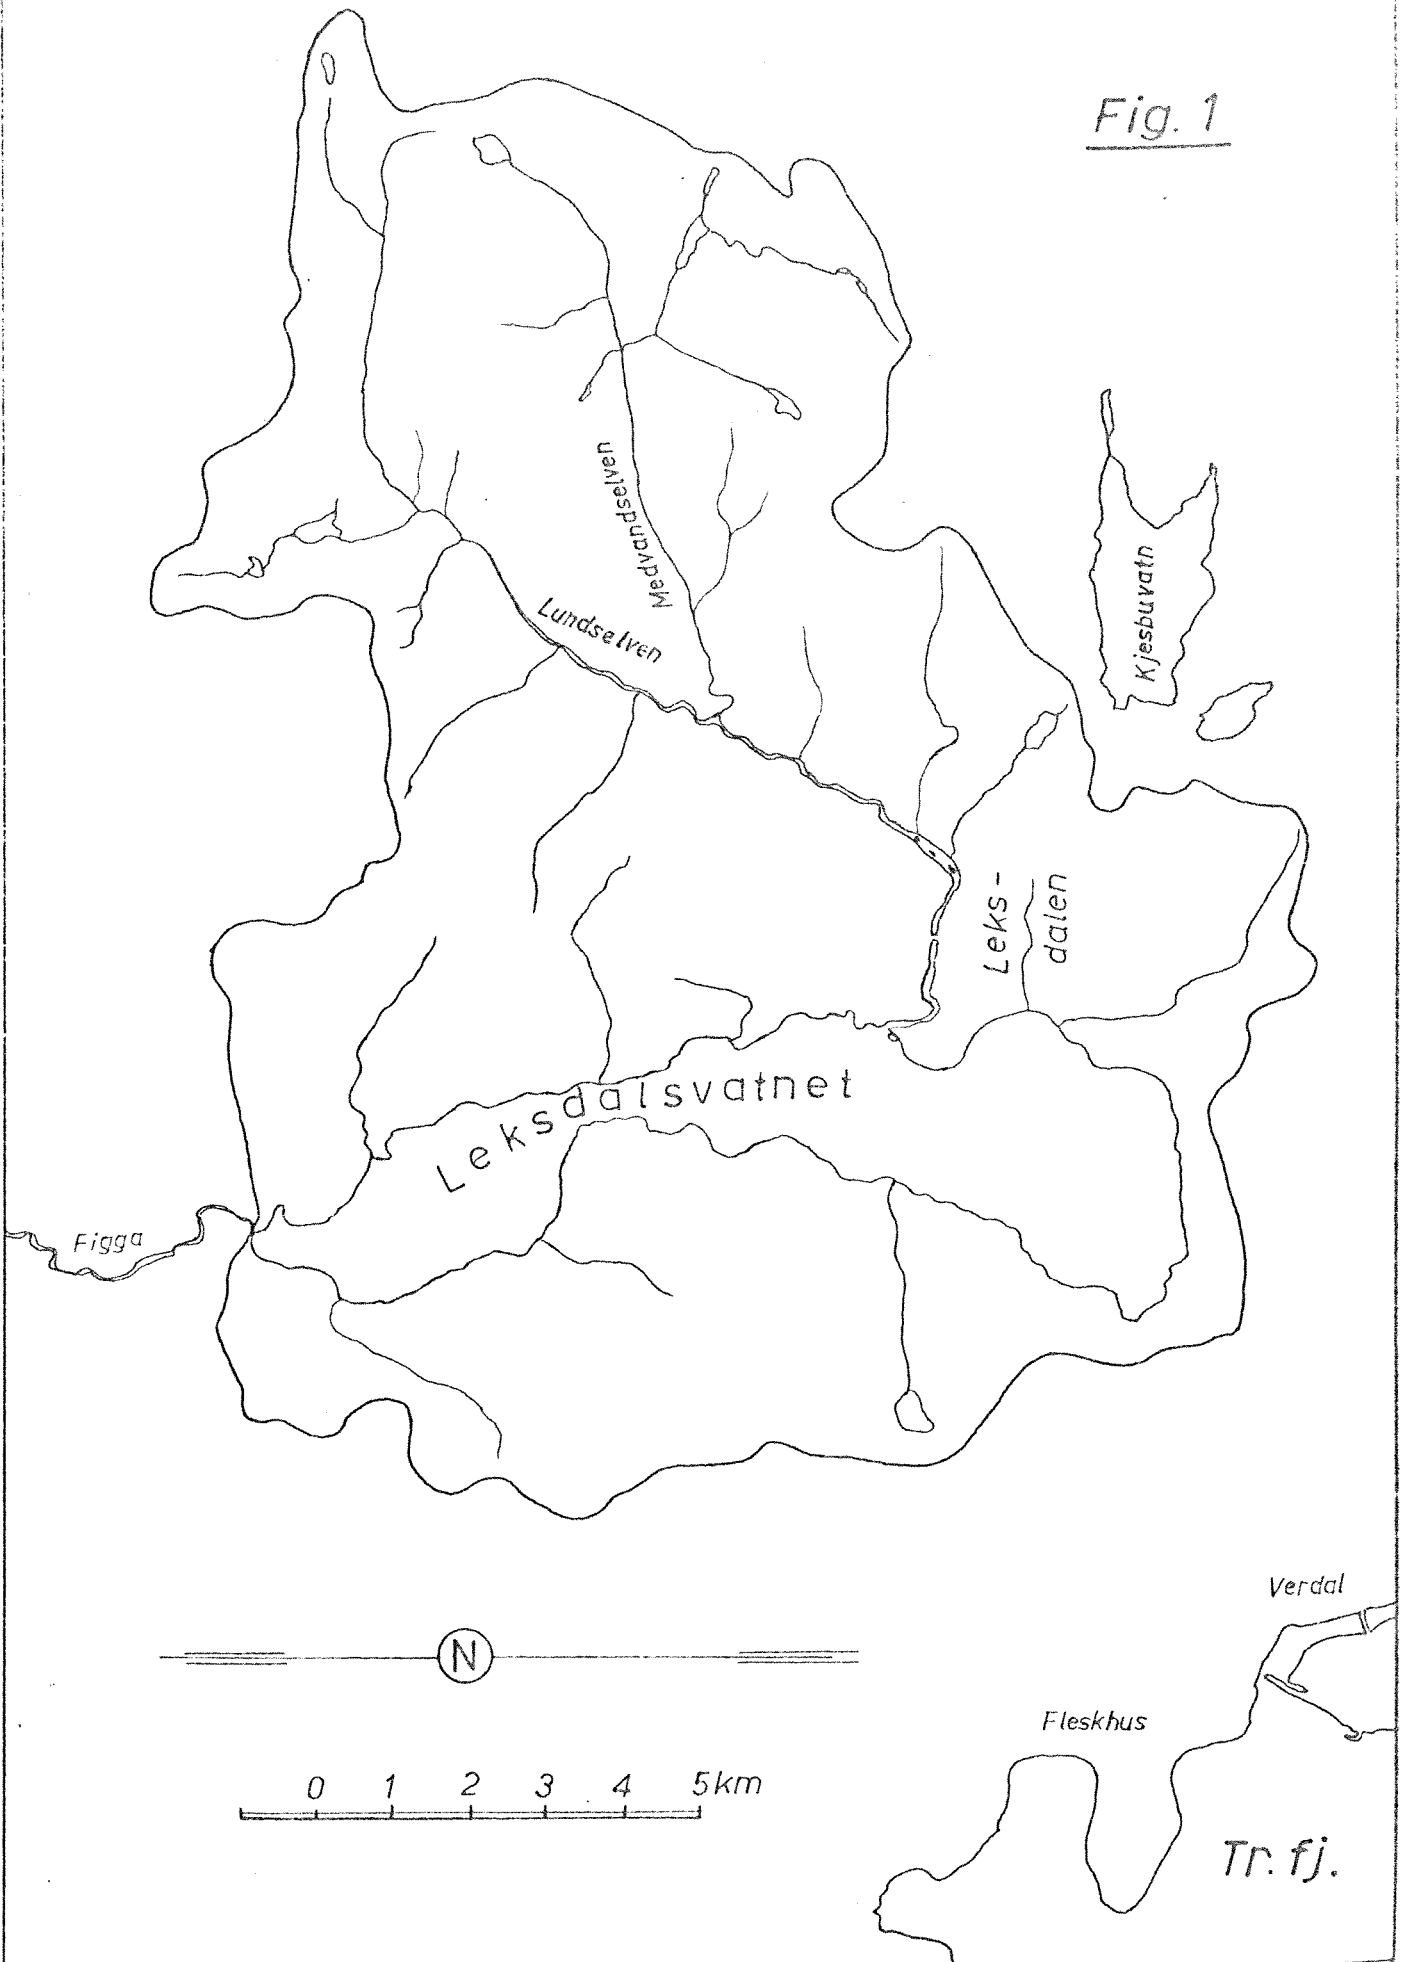 Fig. 1
Medvandselven
Lundselven
Kjesbuvatn
Leks-
dalen
Leksdalsvatnet
Figga
Verdal
N
Fleskhus
0 1 2 3 4 5km
Tr. fj.